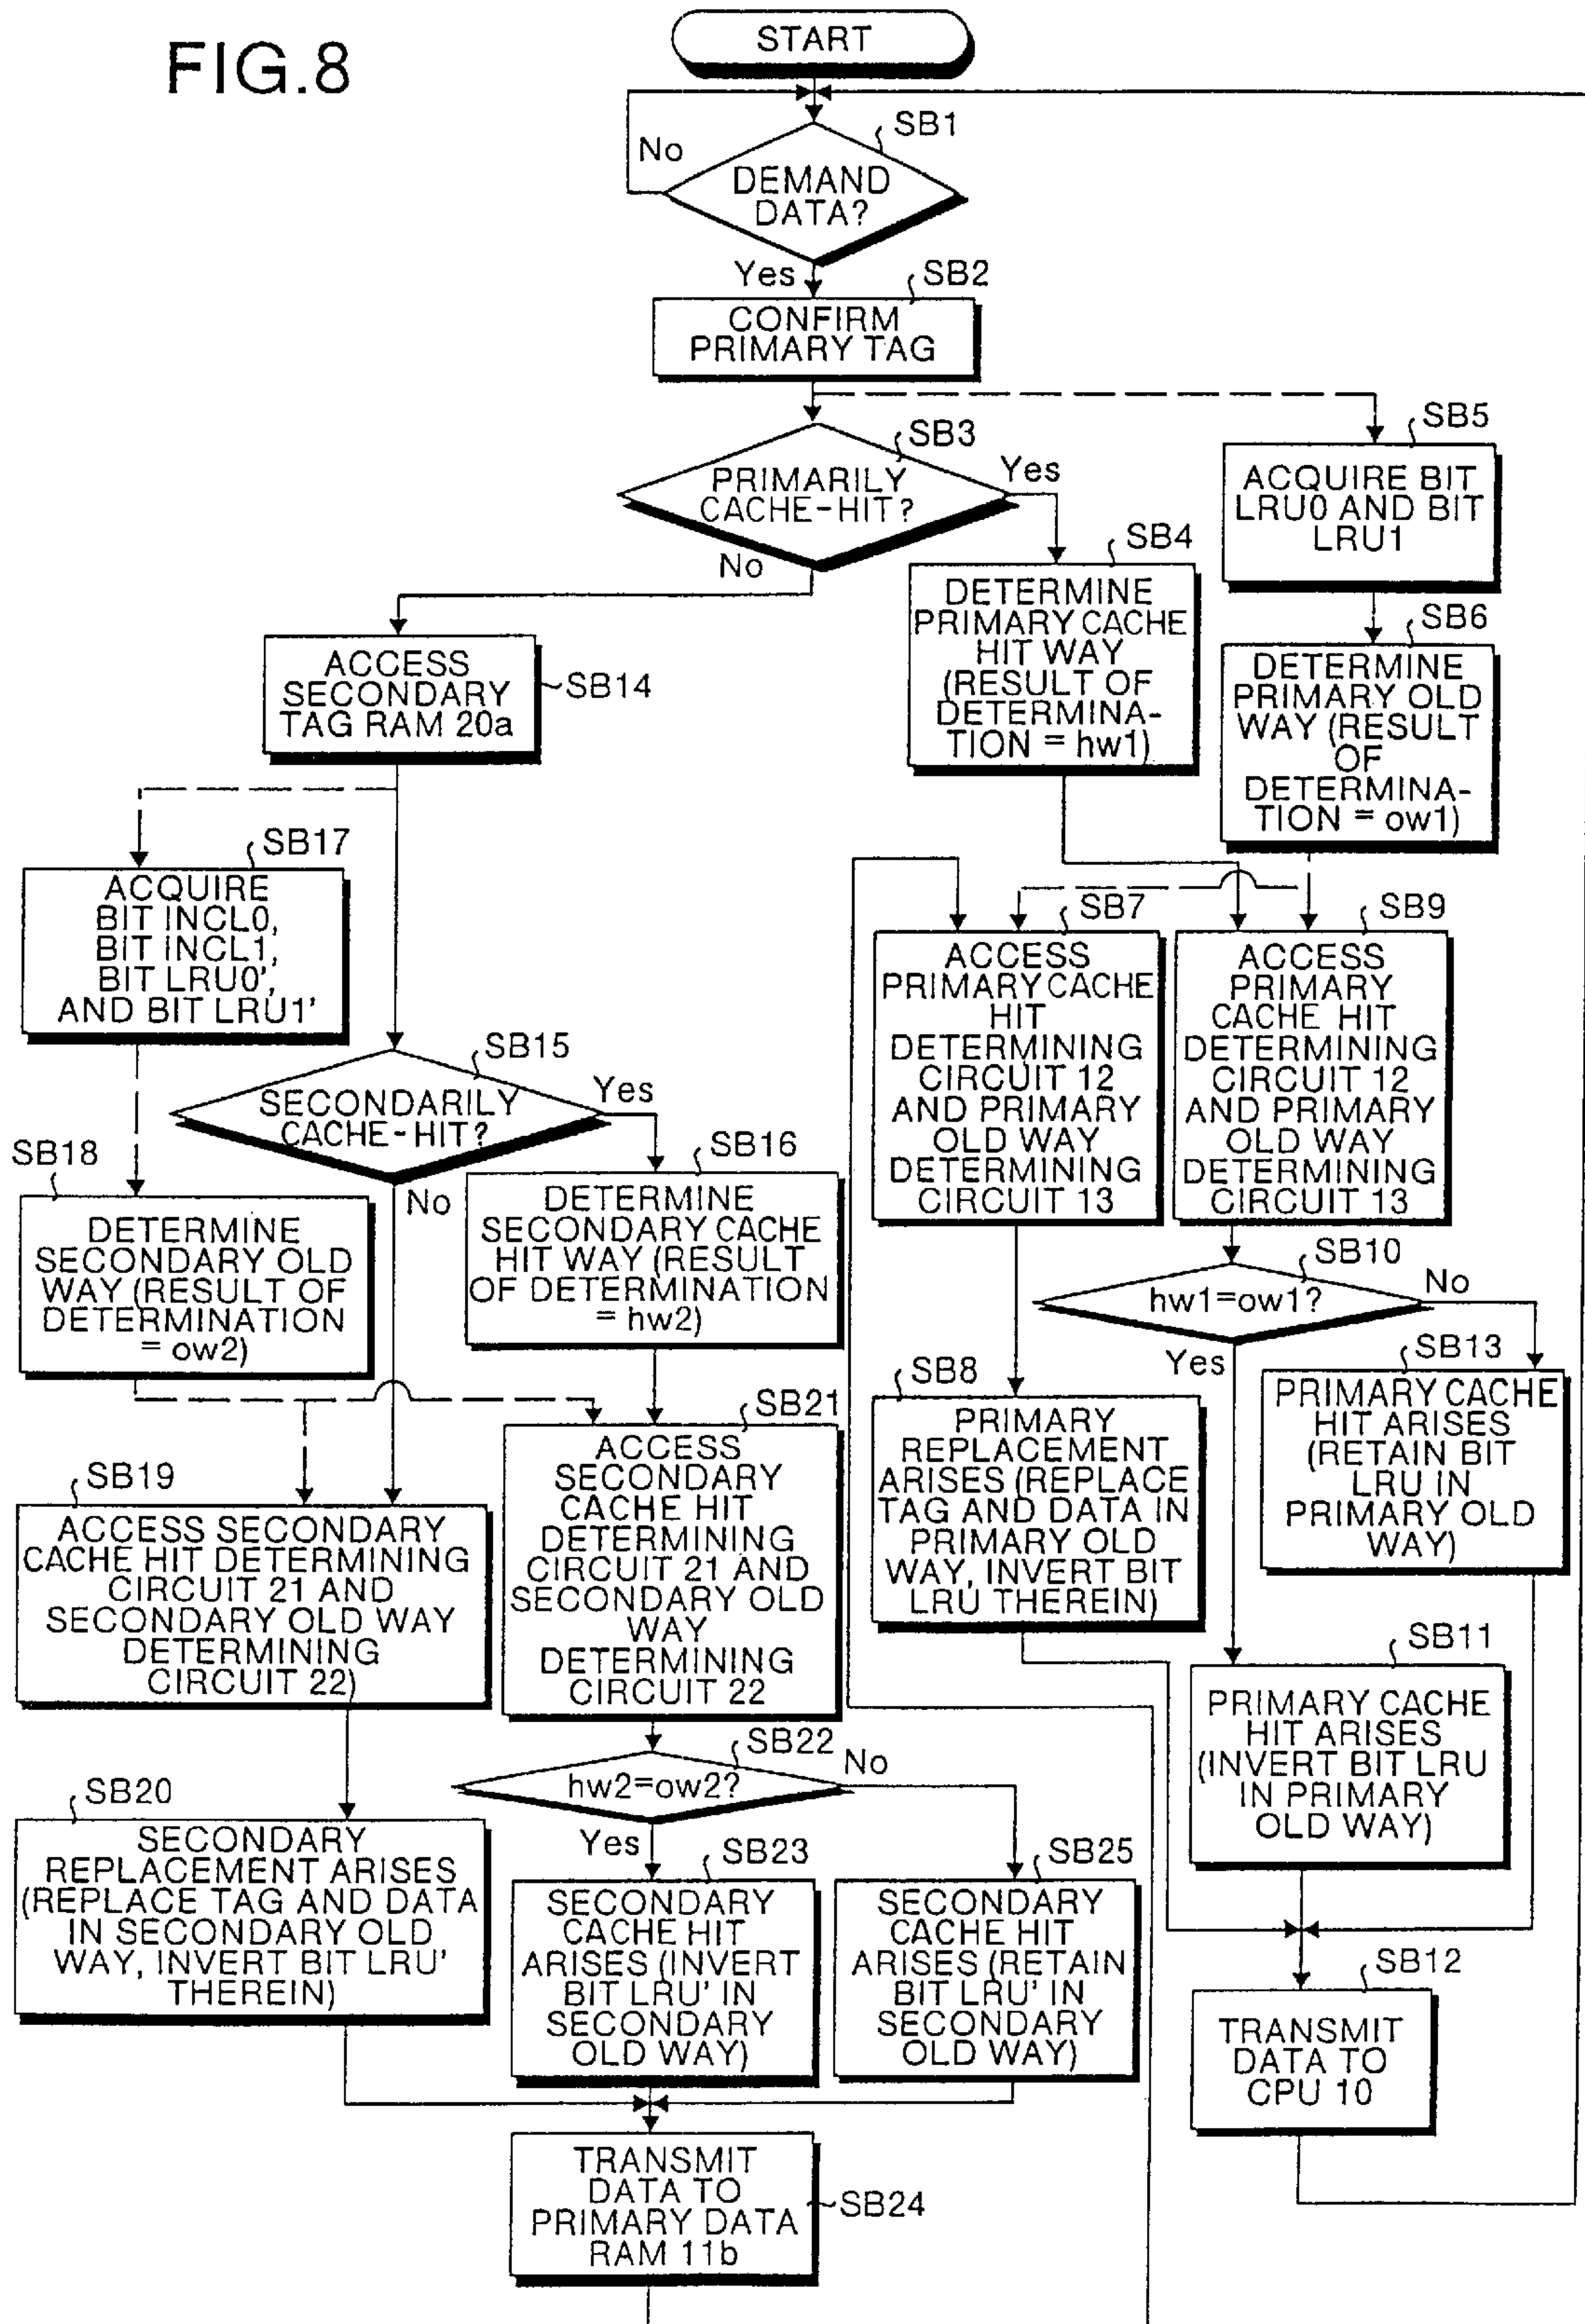 FIG.8
START
SB1
No
DEMAND
DATA?
Yes
SB2
CONFIRM
PRIMARY TAG
SB3
PRIMARILY
CACHE-HIT?
Yes
No
SB5
ACQUIRE BIT
LRU0 AND BIT
LRU1
SB4
DETERMINE
PRIMARY CACHE
HIT WAY
(RESULT OF
DETERMINA-
TION = hw1)
SB6
DETERMINE
PRIMARY OLD
WAY (RESULT
OF
DETERMINA-
TION = ow1)
ACCESS
SECONDARY
TAG RAM 20a
SB14
SB17
ACQUIRE
BIT INCL0,
BIT INCL1,
BIT LRU0',
AND BIT LRU1'
SB15
SECONDARILY
CACHE-HIT?
Yes
No
SB18
DETERMINE
SECONDARY OLD
WAY (RESULT OF
DETERMINATION
= ow2)
SB16
DETERMINE
SECONDARY CACHE
HIT WAY (RESULT
OF DETERMINATION
= hw2)
SB7
ACCESS
PRIMARY CACHE
HIT
DETERMINING
CIRCUIT 12
AND PRIMARY
OLD WAY
DETERMINING
CIRCUIT 13
SB9
ACCESS
PRIMARY
CACHE HIT
DETERMINING
CIRCUIT 12
AND PRIMARY
OLD WAY
DETERMINING
CIRCUIT 13
SB10
hw1=ow1?
No
Yes
SB13
PRIMARY CACHE
HIT ARISES
(RETAIN BIT
LRU IN
PRIMARY OLD
WAY)
SB8
PRIMARY
REPLACEMENT
ARISES (REPLACE
TAG AND DATA IN
PRIMARY OLD
WAY, INVERT BIT
LRU THEREIN)
SB11
PRIMARY CACHE
HIT ARISES
(INVERT BIT LRU
IN PRIMARY
OLD WAY)
SB19
ACCESS SECONDARY
CACHE HIT DETERMINING
CIRCUIT 21 AND
SECONDARY OLD WAY
DETERMINING
CIRCUIT 22)
SB21
ACCESS
SECONDARY
CACHE HIT
DETERMINING
CIRCUIT 21 AND
SECONDARY OLD
WAY
DETERMINING
CIRCUIT 22
SB22
hw2=ow2?
No
Yes
SB20
SECONDARY
REPLACEMENT ARISES
(REPLACE TAG AND DATA
IN SECONDARY OLD
WAY, INVERT BIT LRU'
THEREIN)
SB23
SECONDARY
CACHE HIT
ARISES (INVERT
BIT LRU' IN
SECONDARY
OLD WAY)
SB25
SECONDARY
CACHE HIT
ARISES (RETAIN
BIT LRU' IN
SECONDARY
OLD WAY)
SB12
TRANSMIT
DATA TO
CPU 10
TRANSMIT
DATA TO
PRIMARY DATA
RAM 11b
SB24